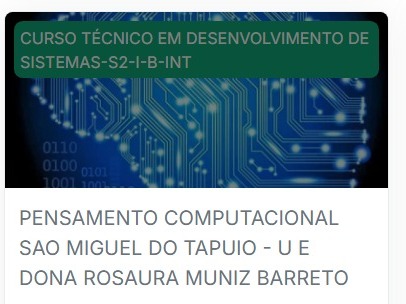 CURSO TÉCNICO EM DESENVOLVIMENTO DE
SISTEMAS-S2-I-B-INT
0110
0100
0101
1001
PENSAMENTO COMPUTACIONAL
SAO MIGUEL DO TAPUIO - U E
DONA ROSAURA MUNIZ BARRETO